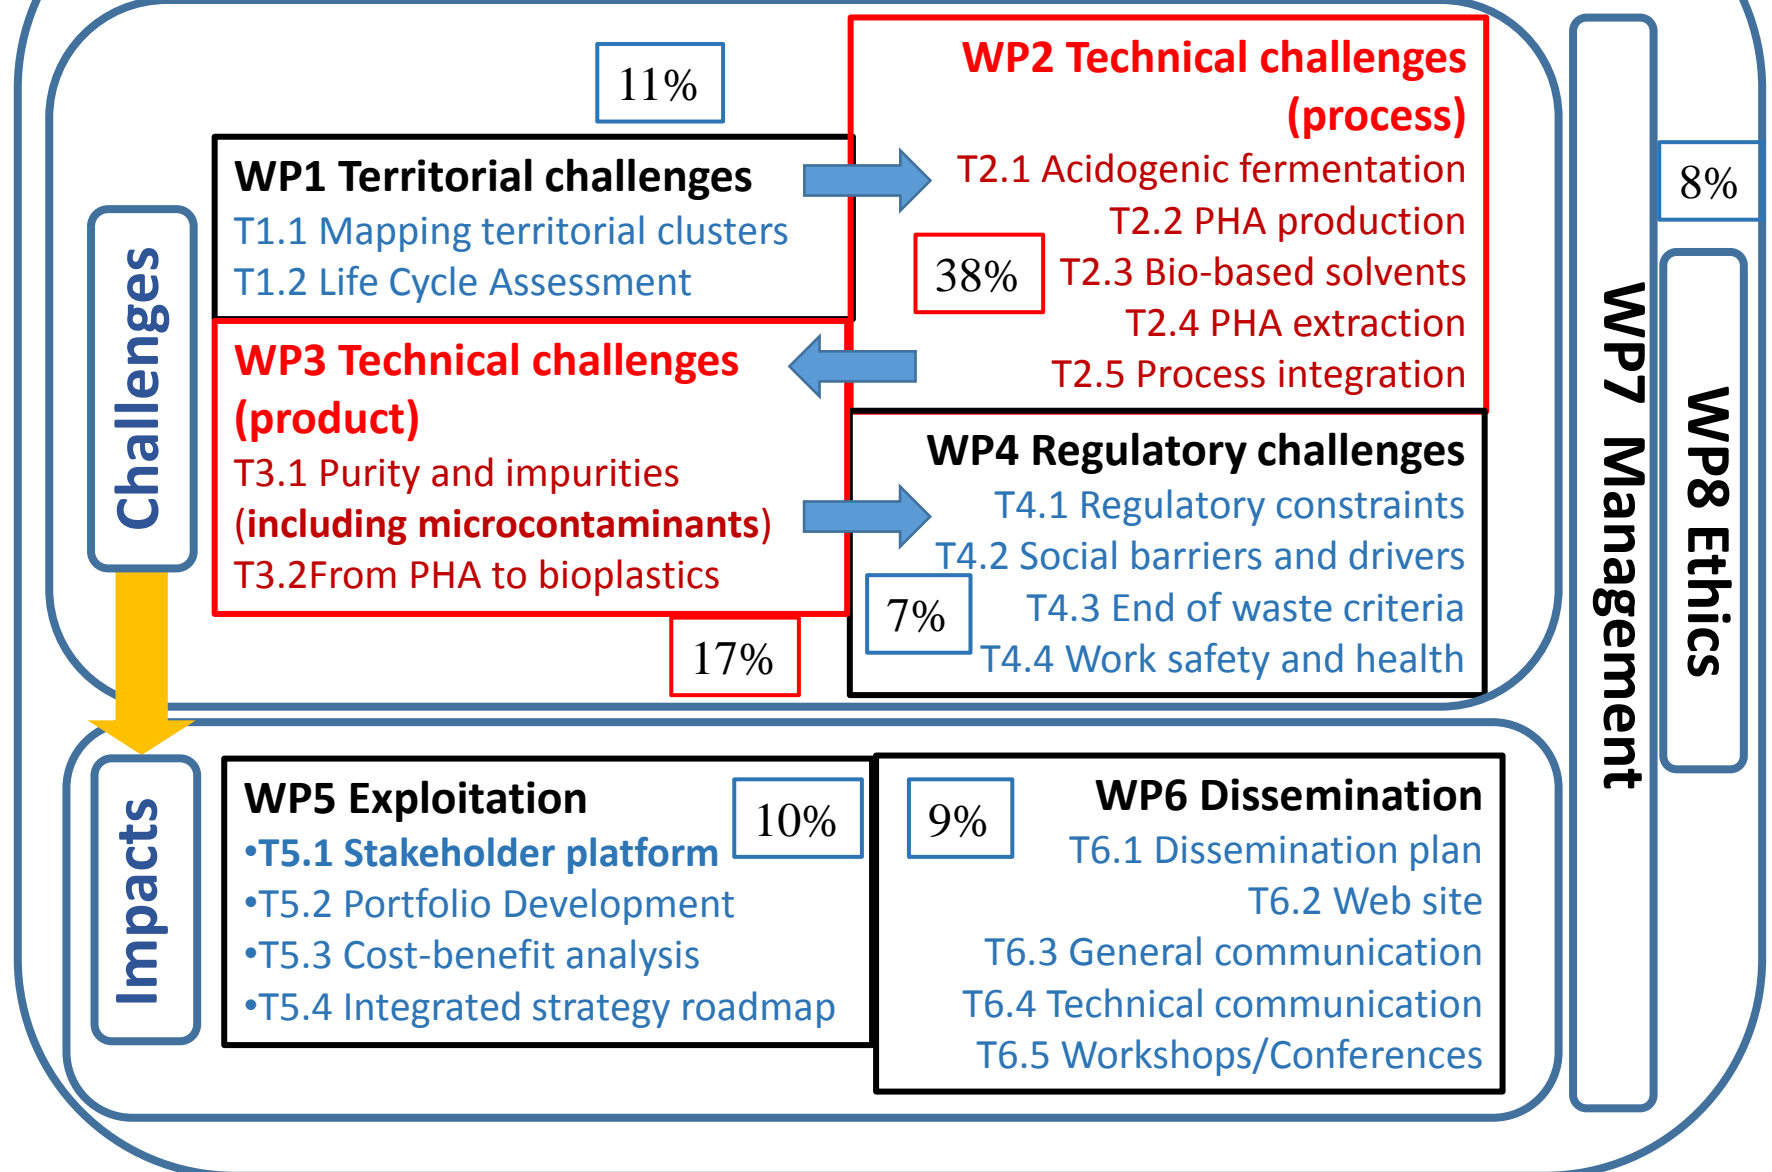 11%
WP1 Territorial challenges
T1.1 Mapping territorial clusters
T1.2 Life Cycle Assessment
WP2 Technical challenges
(process)
T2.1 Acidogenic fermentation
T2.2 PHA production
T2.3 Bio-based solvents
T2.4 PHA extraction
T2.5 Process integration
38%
WP3 Technical challenges
(product)
T3.1 Purity and impurities
(including microcontaminants)
T3.2From PHA to bioplastics
17%
WP4 Regulatory challenges
T4.1 Regulatory constraints
T4.2 Social barriers and drivers
T4.3 End of waste criteria
T4.4 Work safety and health
7%
Challenges
Impacts
WP5 Exploitation
•T5.1 Stakeholder platform
•T5.2 Portfolio Development
•T5.3 Cost-benefit analysis
•T5.4 Integrated strategy roadmap
10%
9%
WP6 Dissemination
T6.1 Dissemination plan
T6.2 Web site
T6.3 General communication
T6.4 Technical communication
T6.5 Workshops/Conferences
WP7 Management
8%
WP8 Ethics